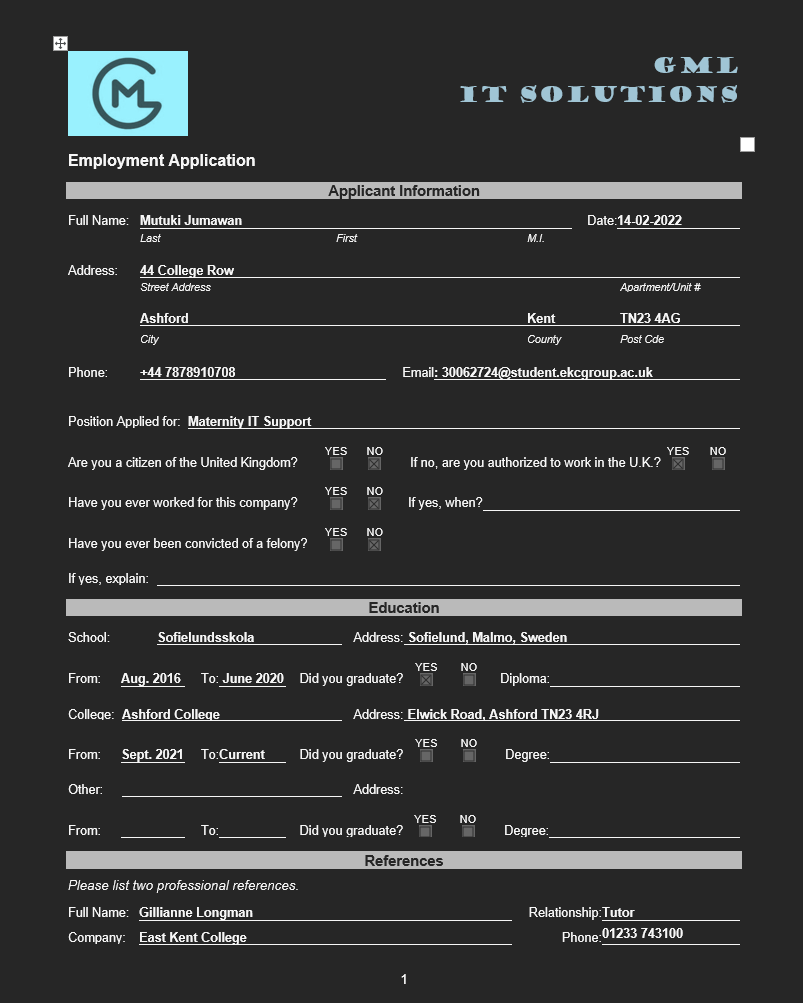 GML
IT SOLUTIONS
Employment Application
Applicant Information
Full Name: Mutuki Jumawan Date:14-02-2022
Last First M.I.
Address: 44 College Row
Street Address Apartment/Unit #
Ashford Kent TN23 4AG
City County Post Cde
Phone: +44 7878910708 Email: 30062724@student.ekcgroup.ac.uk
Position Applied for: Maternity IT Support
YES NO YES NO
Are you a citizen of the United Kingdom? If no, are you authorized to work in the U.K.?
YES NO
Have you ever worked for this company? If yes, when?
YES NO
Have you ever been convicted of a felony?
If yes, explain:
Education
School: Sofielundsskola Address: Sofielund, Malmo, Sweden
YES NO
From: Aug. 2016 To: June 2020 Did you graduate? Diploma:
College: Ashford College Address: Elwick Road, Ashford TN23 4RJ
YES NO
From: Sept. 2021 To:Current Did you graduate? Degree:
Other: Address:
YES NO
From: To: Did you graduate? Degree:
References
Please list two professional references.
Full Name: Gillianne Longman Relationship:Tutor
Company: East Kent College Phone:01233 743100
1